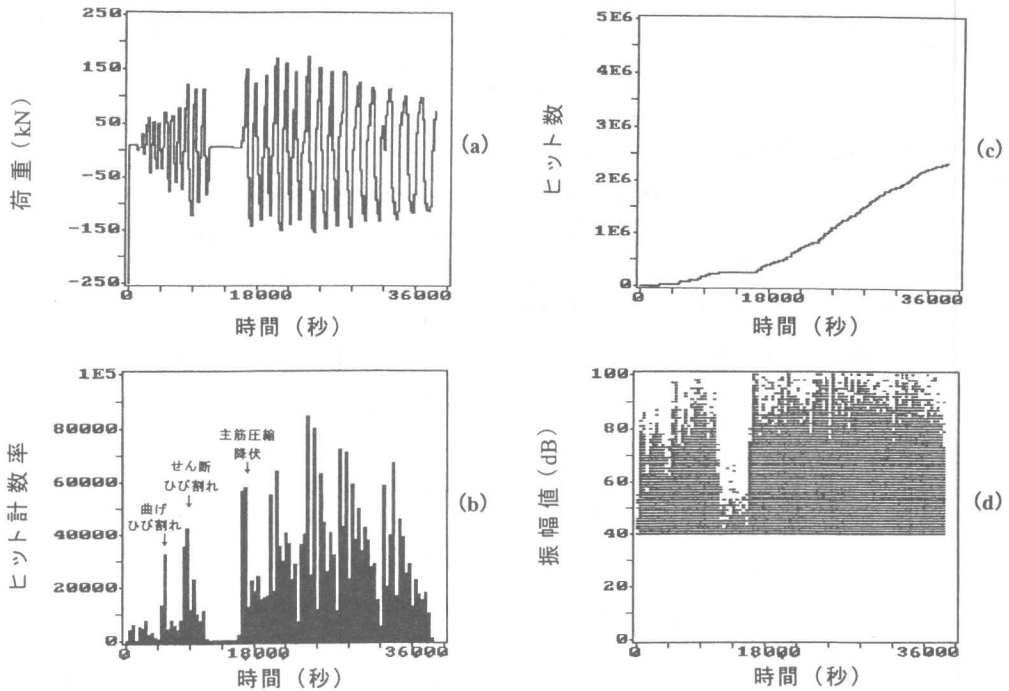 250
150
50
-50
-150
-250
荷重 (kN)
0
18000
36000
時間 (秒)
(a)
5E6
4E6
3E6
2E6
1E6
0
ヒット数
0
18000
36000
時間 (秒)
(c)
1E5
80000
60000
40000
20000
0
ヒット計数率
曲げ
ひび割れ
せん断
ひび割れ
主筋圧縮
降伏
0
18000
36000
時間 (秒)
(b)
100
80
60
40
20
0
振幅値 (dB)
0
18000
36000
時間 (秒)
(d)